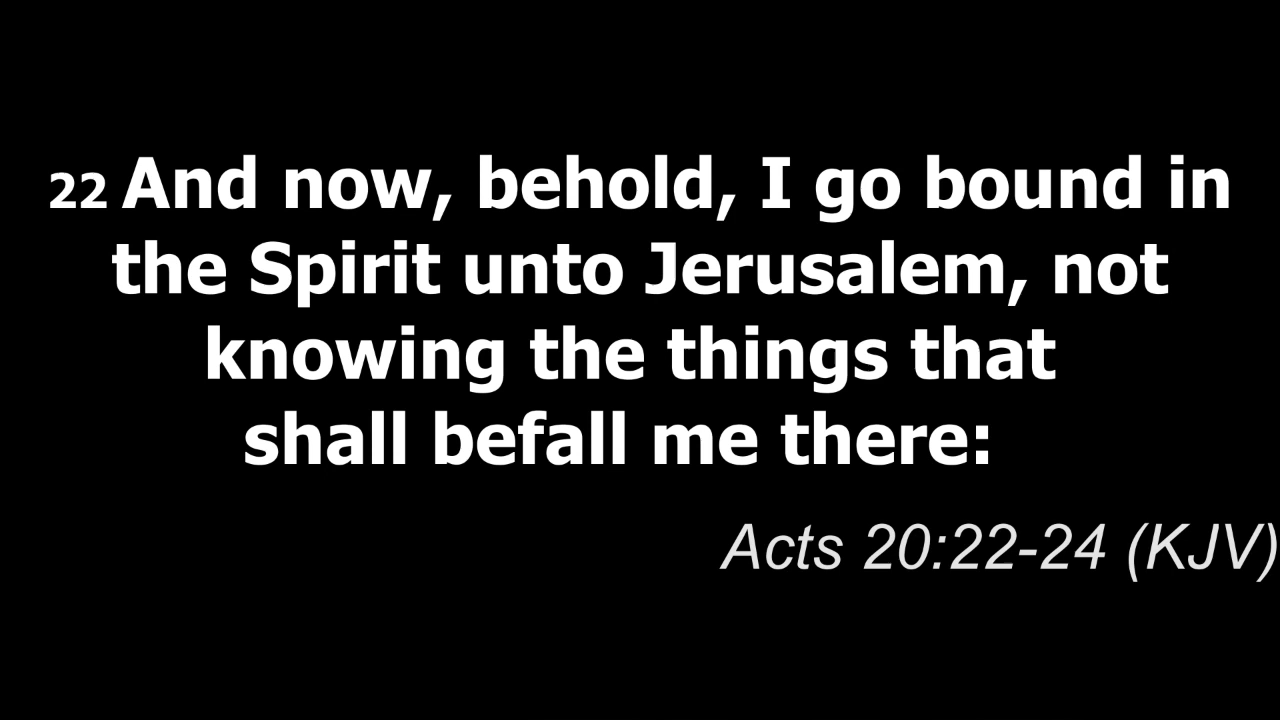 22 And now, behold, I go bound in
the Spirit unto Jerusalem, not
knowing the things that
shall befall me there:
Acts 20:22-24 (KJV)